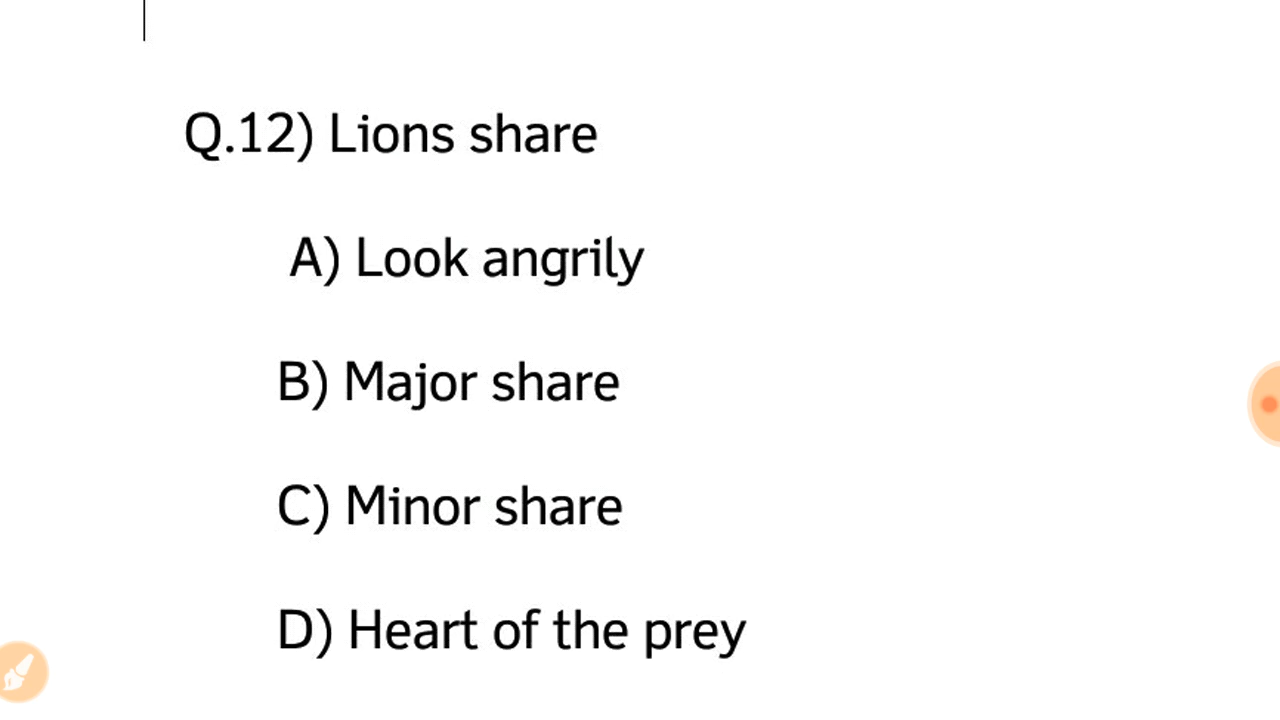 Q.12) Lions share
A) Look angrily
B) Major share
C) Minor share
D) Heart of the prey